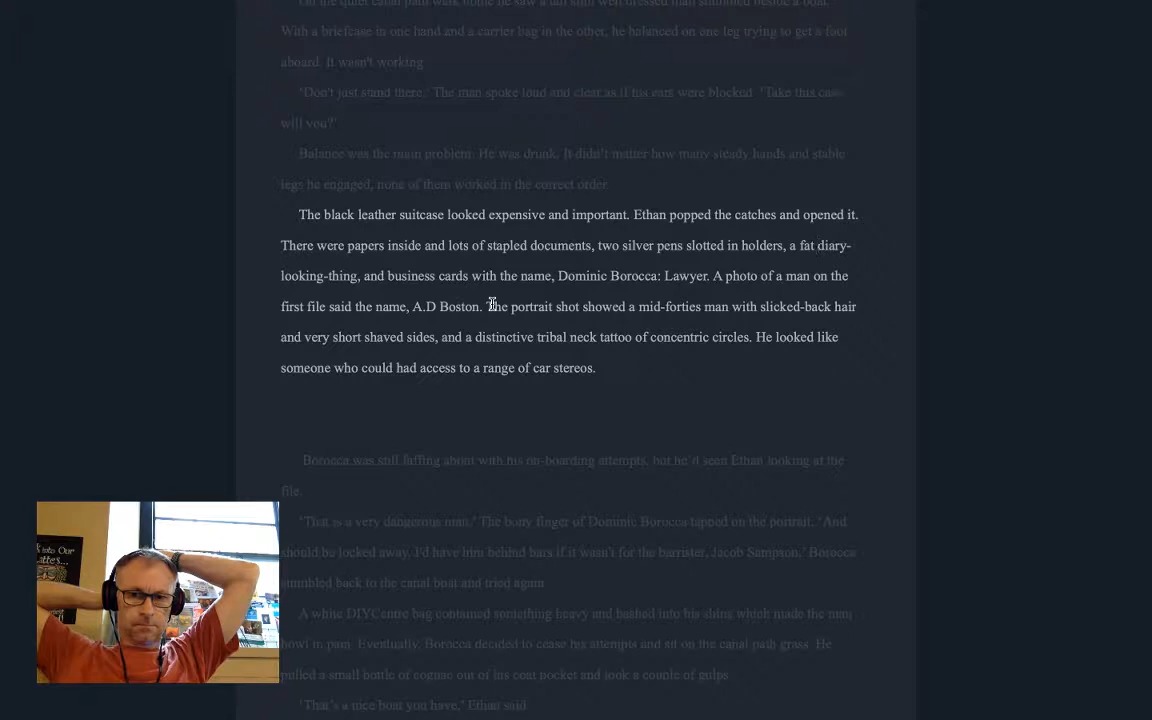 On the quiet canal path walk home he saw a tall slim well dressed man stumbled beside a boat.
With a briefcase in one hand and a carrier bag in the other, he balanced on one leg trying to get a foot
aboard. It wasn't working.
'Don't just stand there.' The man spoke loud and clear as if his ears were blocked. 'Take this case
will you?'
Balance was the main problem. He was drunk. It didn't matter how many steady hands and stable
legs he engaged, none of them worked in the correct order.
The black leather suitcase looked expensive and important. Ethan popped the catches and opened it.
There were papers inside and lots of stapled documents, two silver pens slotted in holders, a fat diary-
looking-thing, and business cards with the name, Dominic Borocca: Lawyer. A photo of a man on the
first file said the name, A.D Boston. The portrait shot showed a mid-forties man with slicked-back hair
and very short shaved sides, and a distinctive tribal neck tattoo of concentric circles. He looked like
someone who could had access to a range of car stereos.
Borocca was still faffing about with his on-boarding attempts, but he'd seen Ethan looking at the
file.
'That is a very dangerous man.' The bony finger of Dominic Borocca tapped on the portrait. 'And
should be locked away. I'd have him behind bars if it wasn't for the barrister, Jacob Sampson.' Borocca
stumbled back to the canal boat and tried again.
A white DIYCentre bag contained something heavy and bashed into his shins which made the man
howl in pain. Eventually, Borocca decided to cease his attempts and sit on the canal path grass. He
pulled a small bottle of cognac out of his coat pocket and took a couple of gulps.
'That's a nice boat you have,' Ethan said.
into Our